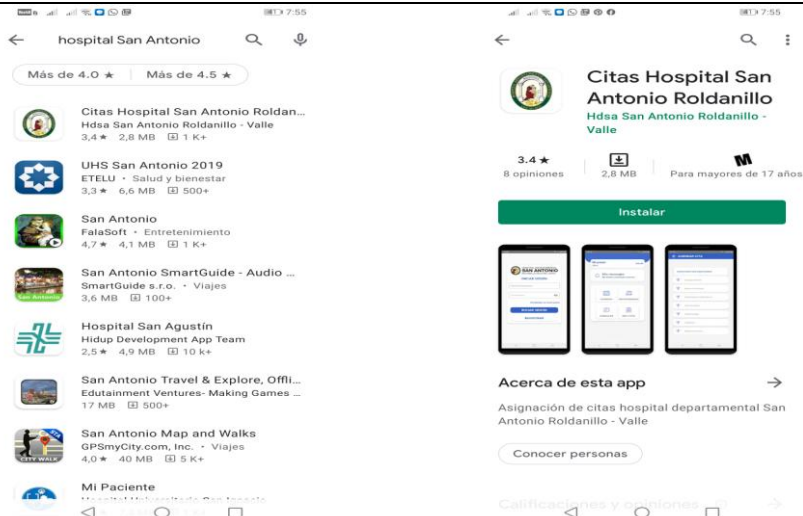 7:55
hospital San Antonio
Más de 4.0 ★
Más de 4.5 ★
Citas Hospital San Antonio Roldan...
Hdsa San Antonio Roldanillo - Valle
3,4★ 2,8 MB 1 K+
UHS San Antonio 2019
ETELU • Salud y bienestar
3,3★ 6,6 MB 500+
San Antonio
FalaSoft • Entretenimiento
4,7★ 4,1 MB 1 K+
San Antonio SmartGuide - Audio ...
SmartGuide s.r.o. • Viajes
3,6 MB 100+
Hospital San Agustín
Hidup Development App Team
2,5★ 4,9 MB 10 k+
San Antonio Travel & Explore, Offli...
Edutainment Ventures- Making Games ...
17 MB 500+
San Antonio Map and Walks
GPSmyCity.com, Inc. • Viajes
4,0★ 40 MB 5 K+
Mi Paciente
7:55
Citas Hospital San
Antonio Roldanillo
Hdsa San Antonio Roldanillo -
Valle
3.4 ★
8 opiniones
2,8 MB
Para mayores de 17 años
Instalar
SAN ANTONIO
Acerca de esta app
Asignación de citas hospital departamental San
Antonio Roldanillo - Valle
Conocer personas
Calificaciones y opiniones